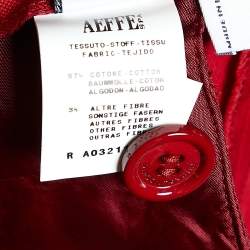 AEFFE
TESSUTO-STOFF-TISSU
FABRIC-TEJIDO
97% COTONE-COTTON
BAUMWOLLE-COTON
ALGODON-ALGODAO
3% ALTRE FIBRE
SONSTIGE FASERN
AUTRES FIBRES
OTHER FIBRES
OUTRAS FIBRAS
R A0321